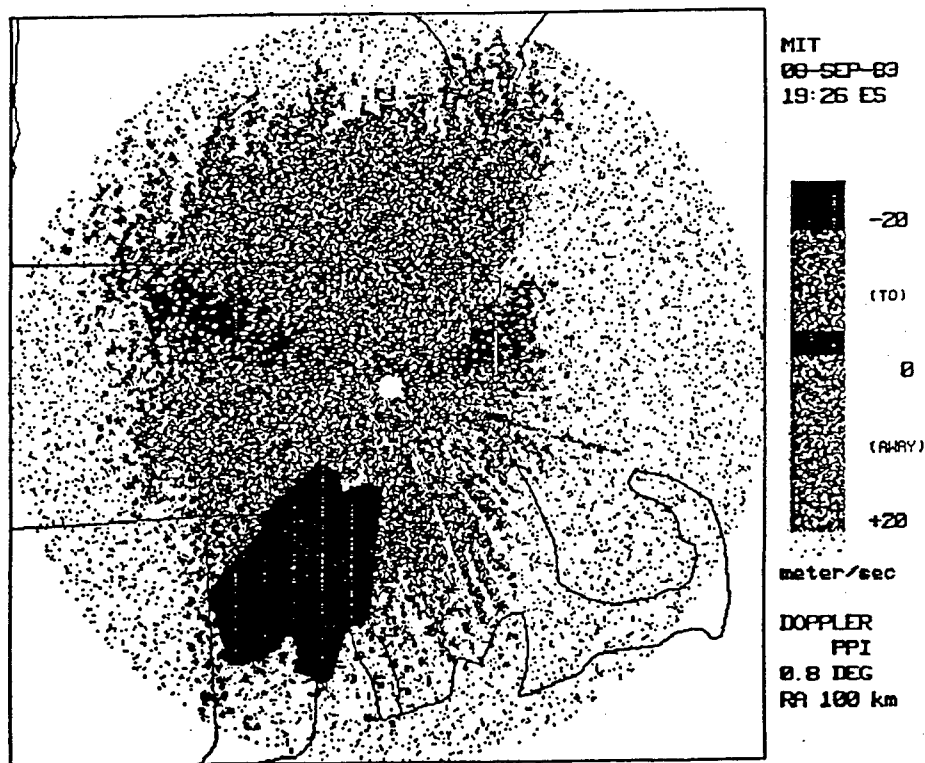 MIT
08-SEP-83
19:26 ES
-20
(TO)
0
(AWAY)
+20
meter/sec
DOPPLER
PPI
0.8 DEG
RA 100 km